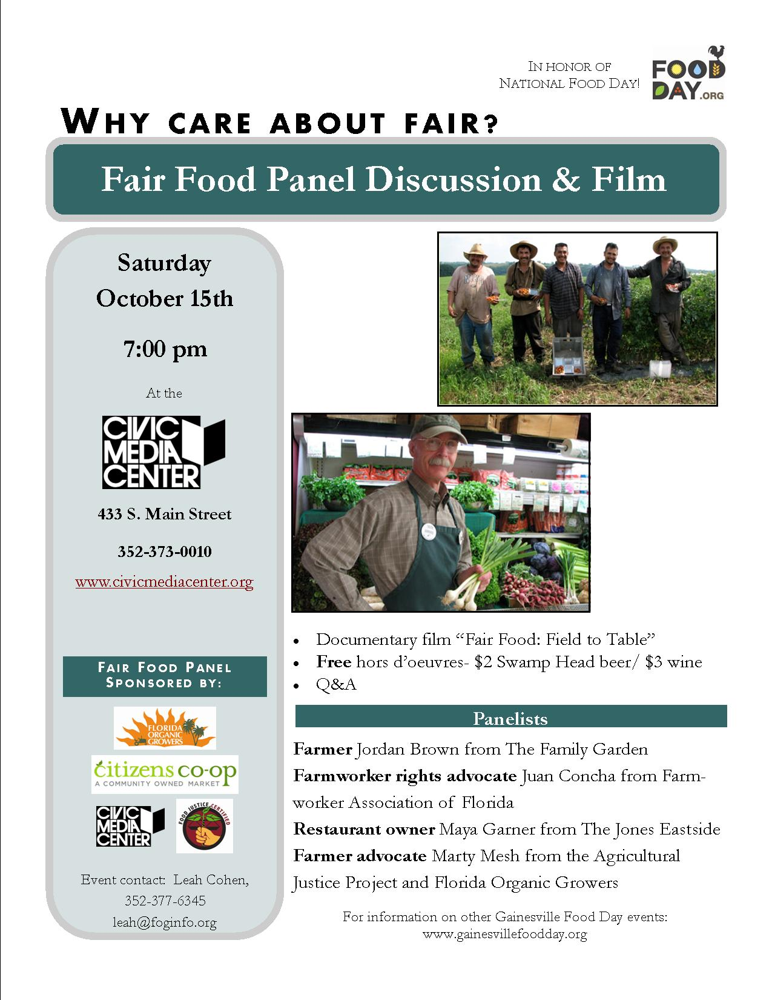 IN HONOR OF
NATIONAL FOOD DAY!
FOOD
DAY.ORG
WHY CARE ABOUT FAIR?
Fair Food Panel Discussion & Film
Saturday
October 15th
7:00 pm
At the
CIVIC
MEDIA
CENTER
433 S. Main Street
352-373-0010
www.civicmediacenter.org
FAIR FOOD PANEL
SPONSORED BY:
FLORIDA
ORGANIC
GROWERS
citizens co-op
A COMMUNITY OWNED MARKET
CIVIC
MEDIA
CENTER
FOOD JUSTICE CERTIFIED
Event contact: Leah Cohen,
352-377-6345
leah@foginfo.org
• Documentary film “Fair Food: Field to Table”
• Free hors d’oeuvres- $2 Swamp Head beer/ $3 wine
• Q&A
Panelists
Farmer Jordan Brown from The Family Garden
Farmworker rights advocate Juan Concha from Farm-
worker Association of Florida
Restaurant owner Maya Garner from The Jones Eastside
Farmer advocate Marty Mesh from the Agricultural
Justice Project and Florida Organic Growers
For information on other Gainesville Food Day events:
www.gainesvillefoodday.org